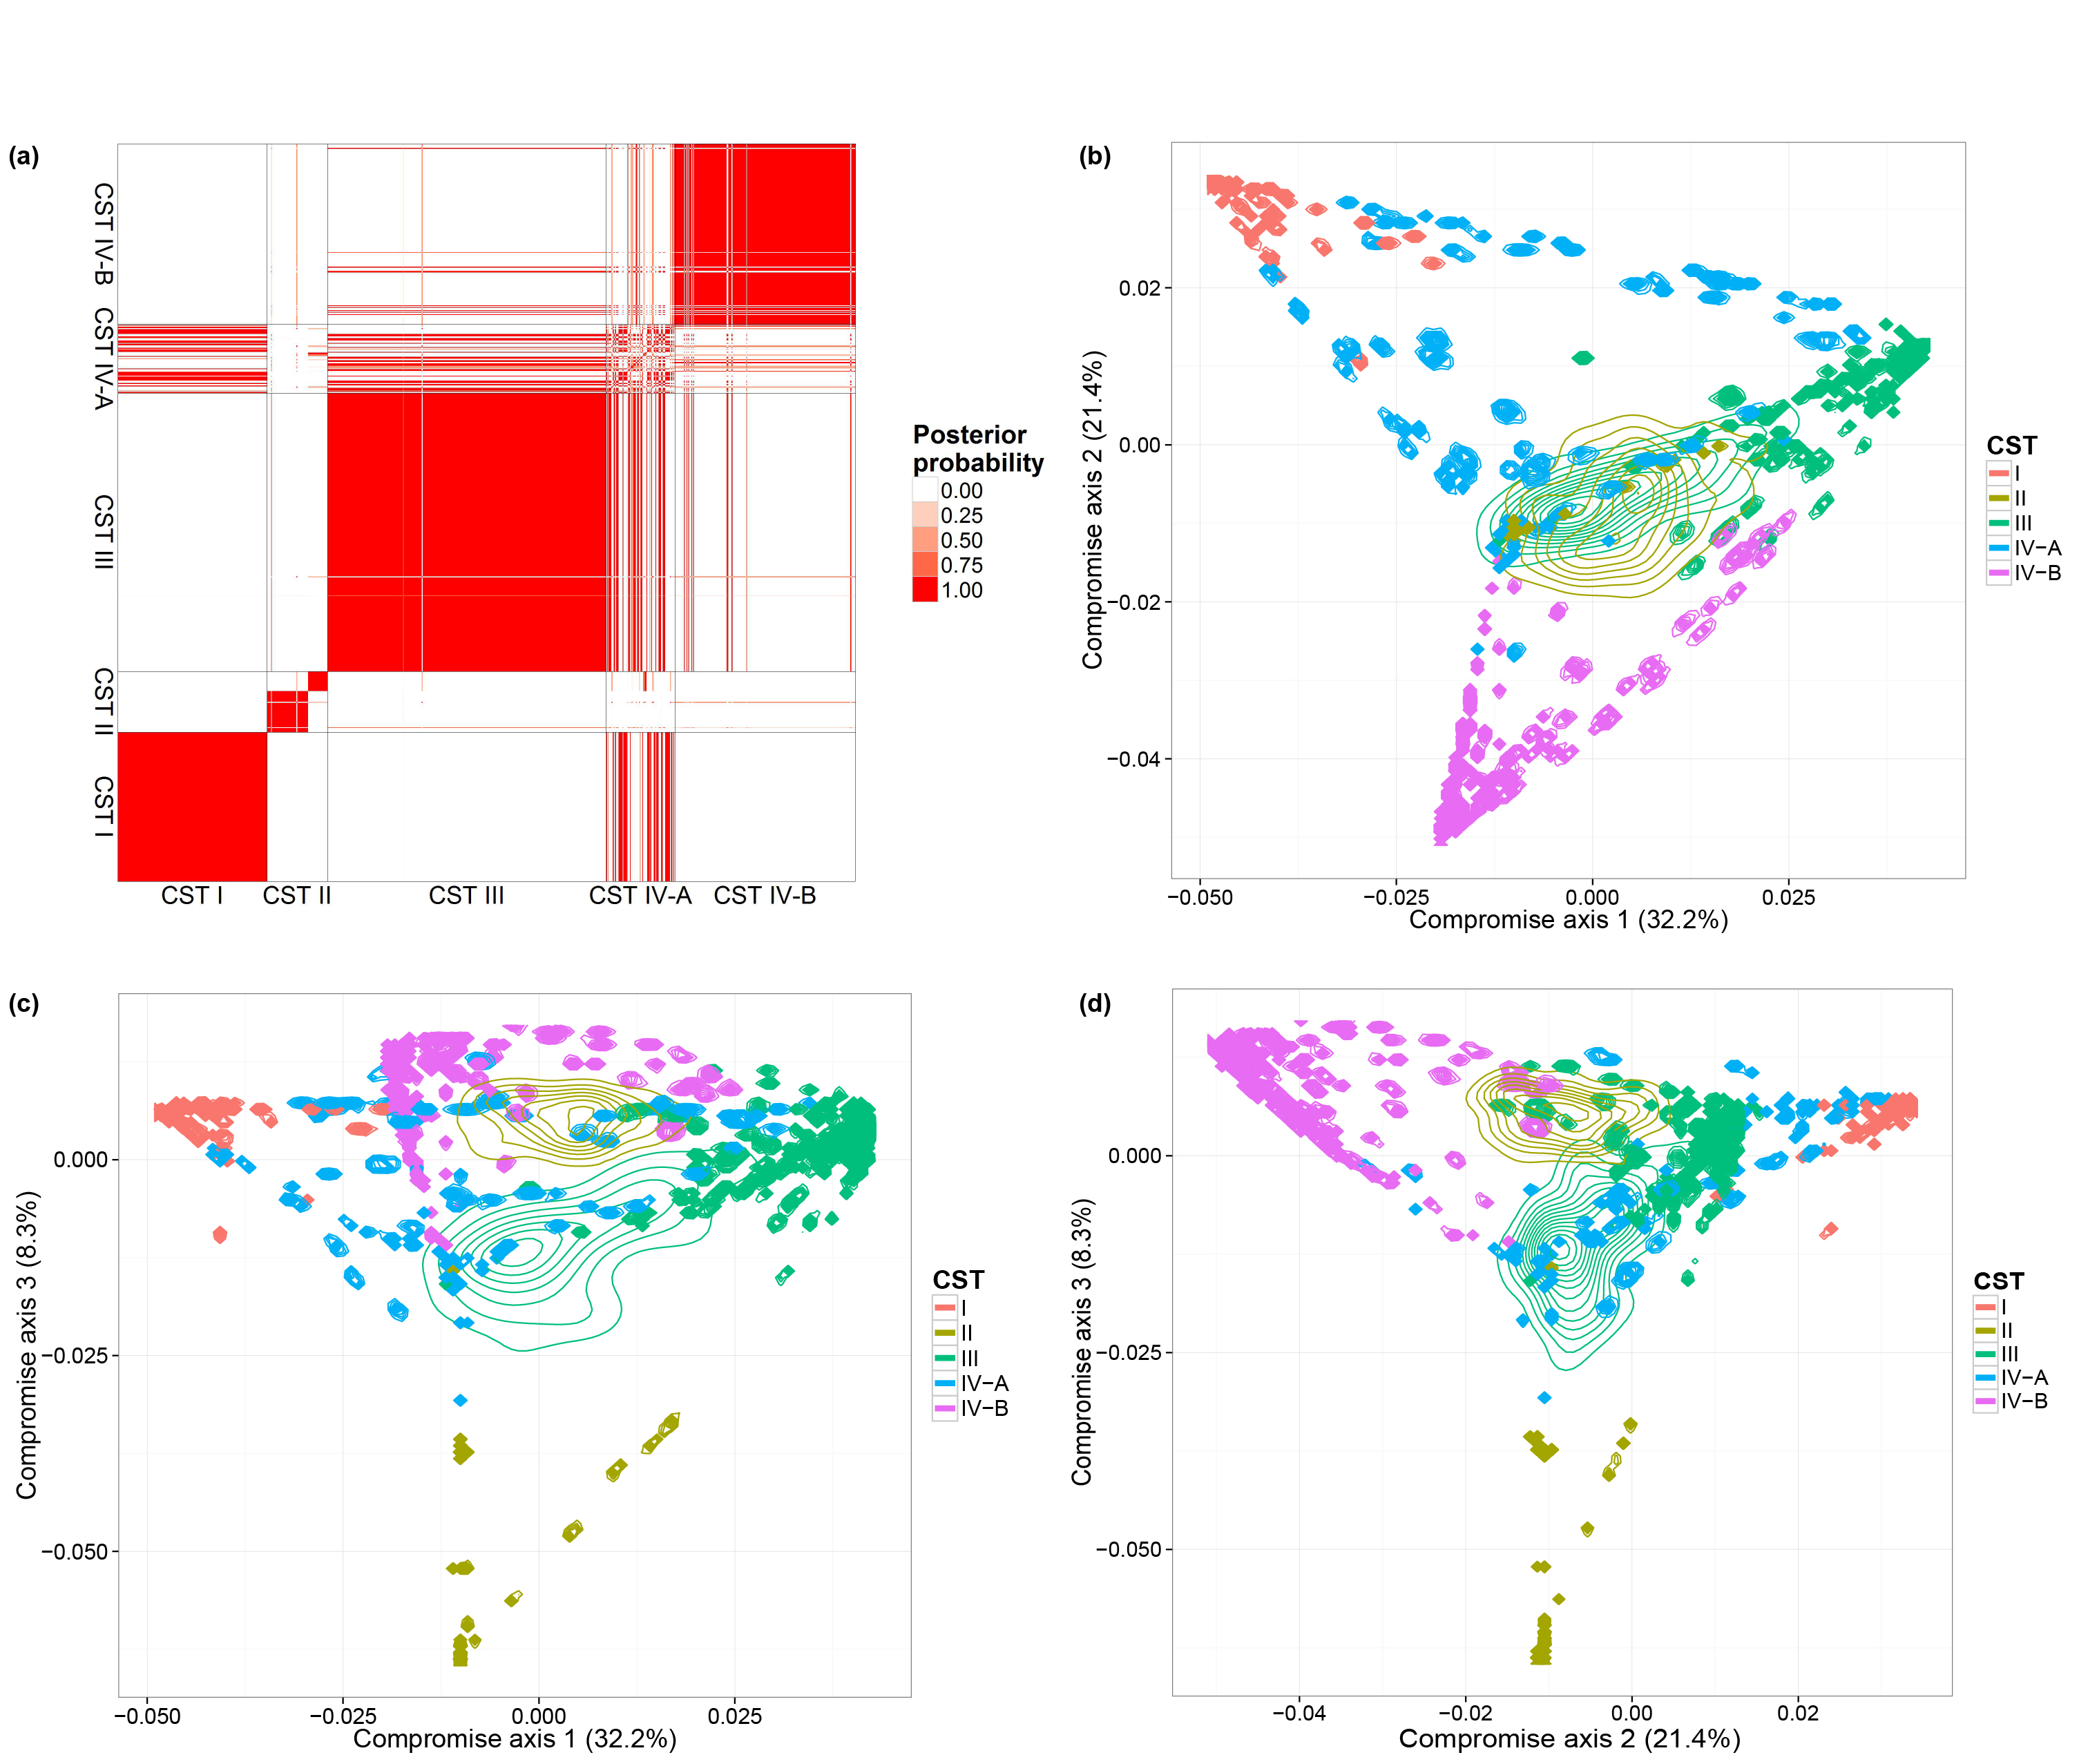 (a)
CST IV-B
CST IV-A
CST III
CST II
CST I
CST I CST II CST III CST IV-A CST IV-B
Posterior
probability
0.00
0.25
0.50
0.75
1.00
(b)
Compromise axis 2 (21.4%)
0.02
0.00
−0.02
−0.04
−0.050 −0.025 0.000 0.025
Compromise axis 1 (32.2%)
CST
I
II
III
IV−A
IV−B
(c)
Compromise axis 3 (8.3%)
0.000
−0.025
−0.050
−0.050 −0.025 0.000 0.025
Compromise axis 1 (32.2%)
CST
I
II
III
IV−A
IV−B
(d)
Compromise axis 3 (8.3%)
0.000
−0.025
−0.050
−0.04 −0.02 0.00 0.02
Compromise axis 2 (21.4%)
CST
I
II
III
IV−A
IV−B